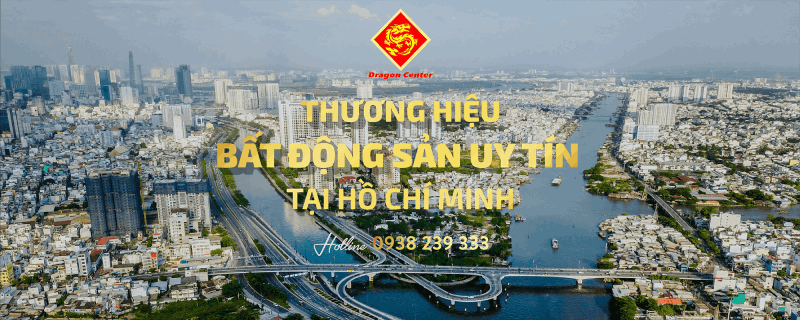 Dragon Center
THƯƠNG HIỆU
BẤT ĐỘNG SẢN UY TÍN
TẠI HỒ CHÍ MINH
Hotline 0938 239 333